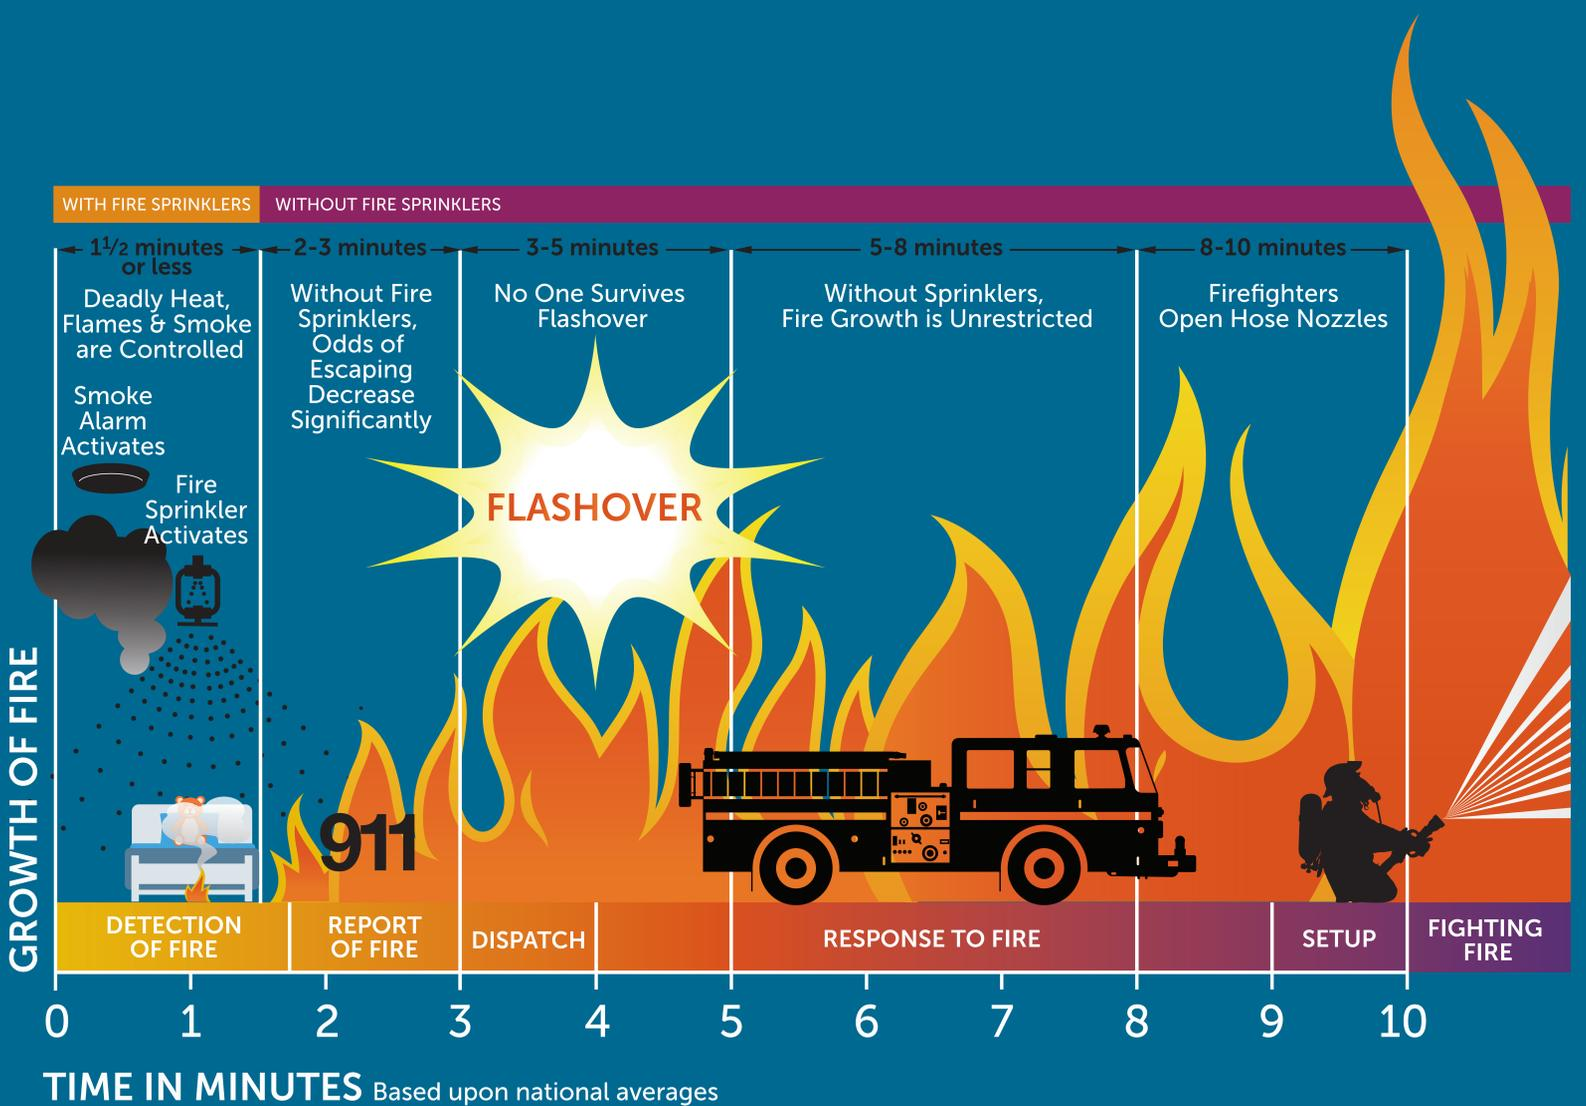 WITH FIRE SPRINKLERS
WITHOUT FIRE SPRINKLERS
1 1/2 minutes
or less
2-3 minutes
3-5 minutes
5-8 minutes
8-10 minutes
Deadly Heat,
Flames & Smoke
are Controlled
Smoke
Alarm
Activates
Fire
Sprinkler
Activates
Without Fire
Sprinklers,
Odds of
Escaping
Decrease
Significantly
No One Survives
Flashover
FLASHOVER
Without Sprinklers,
Fire Growth is Unrestricted
Firefighters
Open Hose Nozzles
911
GROWTH OF FIRE
DETECTION
OF FIRE
REPORT
OF FIRE
DISPATCH
RESPONSE TO FIRE
SETUP
FIGHTING
FIRE
0 1 2 3 4 5 6 7 8 9 10
TIME IN MINUTES Based upon national averages